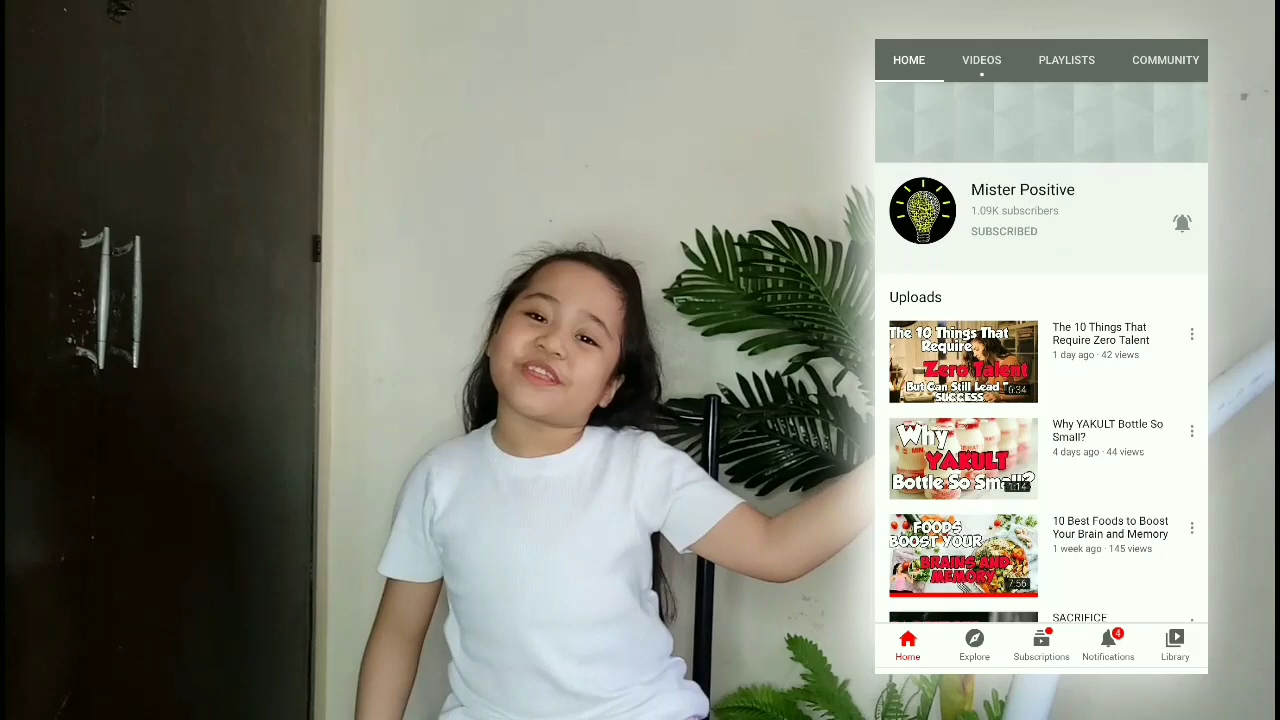 HOME VIDEOS PLAYLISTS COMMUNITY
Mister Positive
1.09K subscribers
SUBSCRIBED
Uploads
The 10 Things That
Require
Zero Talent
But Can Still Lead
SUCCESS
6:34
The 10 Things That
Require Zero Talent
1 day ago · 42 views
Why
YAKULT
Bottle So Small?
1:14
Why YAKULT Bottle So
Small?
4 days ago · 44 views
FOODS
BOOST YOUR
BRAINS AND
MEMORY
7:56
10 Best Foods to Boost
Your Brain and Memory
1 week ago · 145 views
SACRIFICE
4
Home Explore Subscriptions Notifications Library